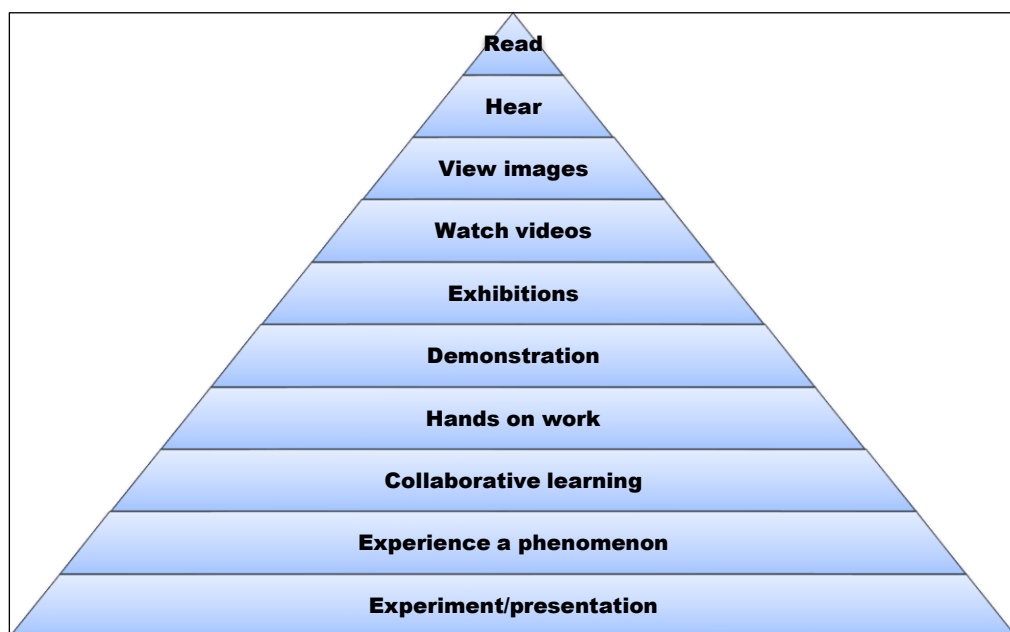 Read
Hear
View images
Watch videos
Exhibitions
Demonstration
Hands on work
Collaborative learning
Experience a phenomenon
Experiment/presentation